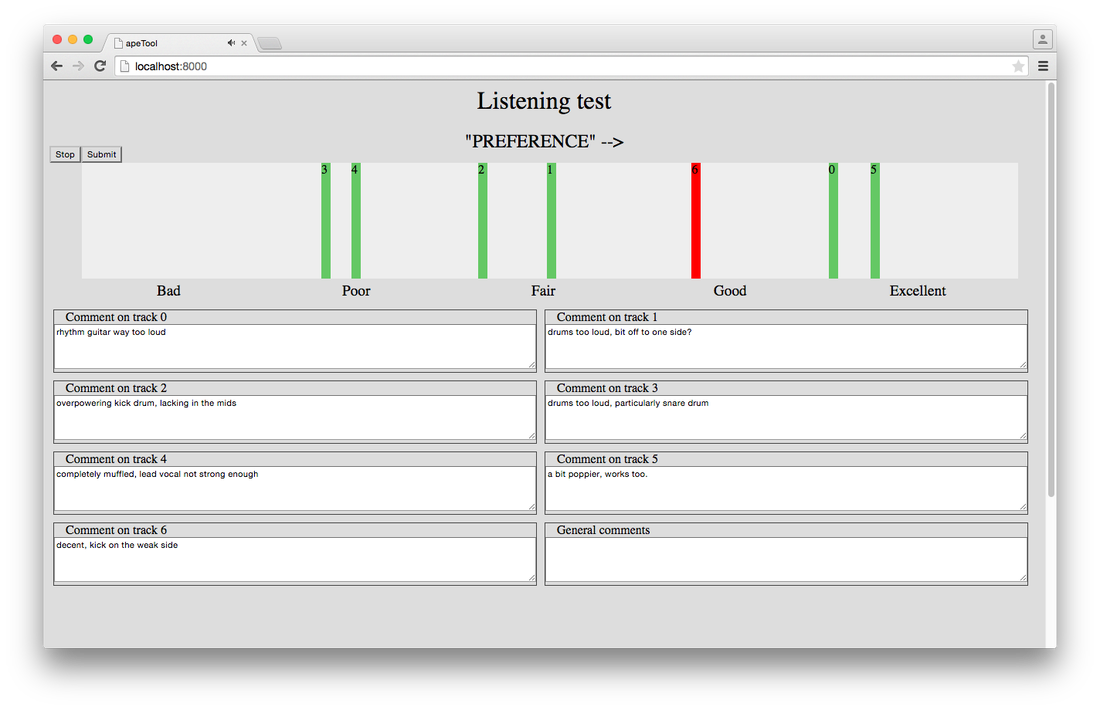 apeTool
localhost:8000
Listening test
"PREFERENCE" -->
Stop Submit
3 4 2 1 6 0 5
Bad Poor Fair Good Excellent
Comment on track 0
rhythm guitar way too loud
Comment on track 1
drums too loud, bit off to one side?
Comment on track 2
overpowering kick drum, lacking in the mids
Comment on track 3
drums too loud, particularly snare drum
Comment on track 4
completely muffled, lead vocal not strong enough
Comment on track 5
a bit poppier, works too.
Comment on track 6
decent, kick on the weak side
General comments